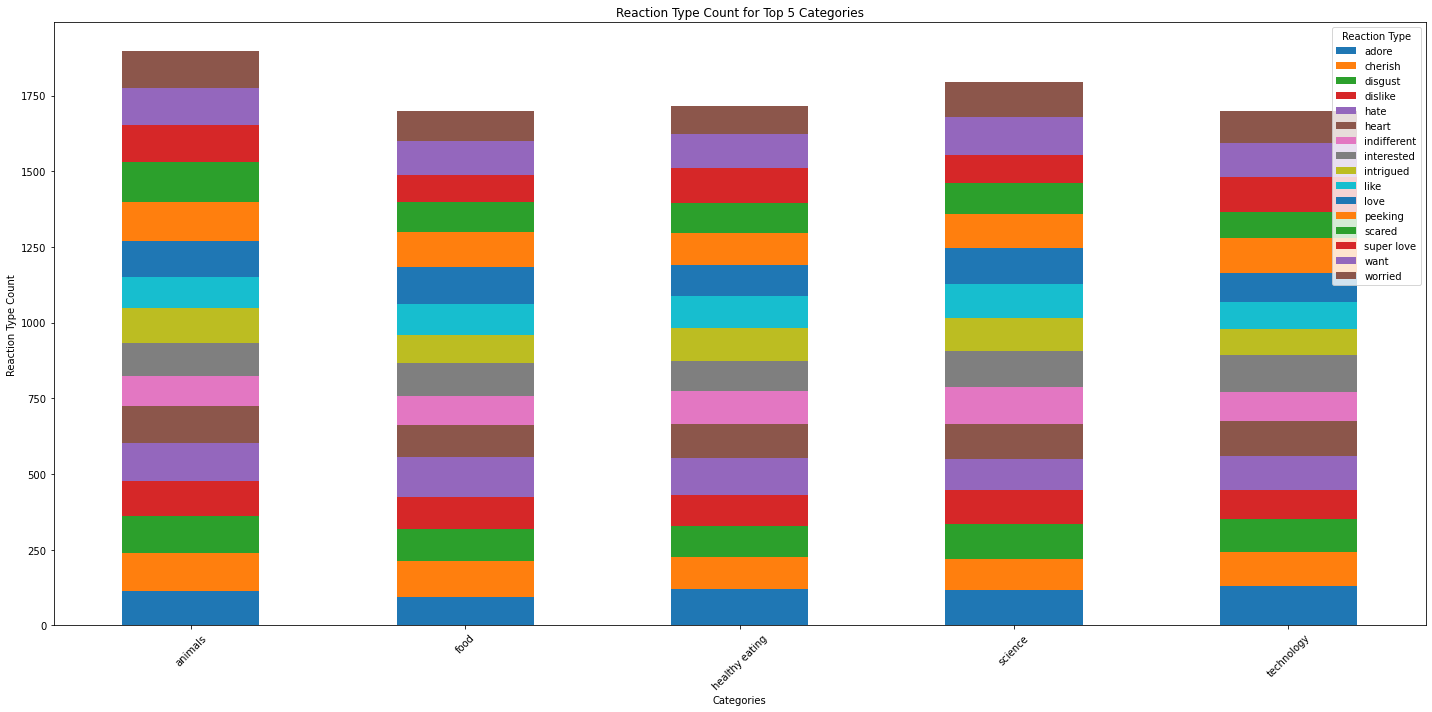 Reaction Type Count for Top 5 Categories
Reaction Type
adore
cherish
disgust
dislike
hate
heart
indifferent
interested
intrigued
like
love
peeking
scared
super love
want
worried
Reaction Type Count
1750
1500
1250
1000
750
500
250
0
animals
food
healthy eating
science
technology
Categories